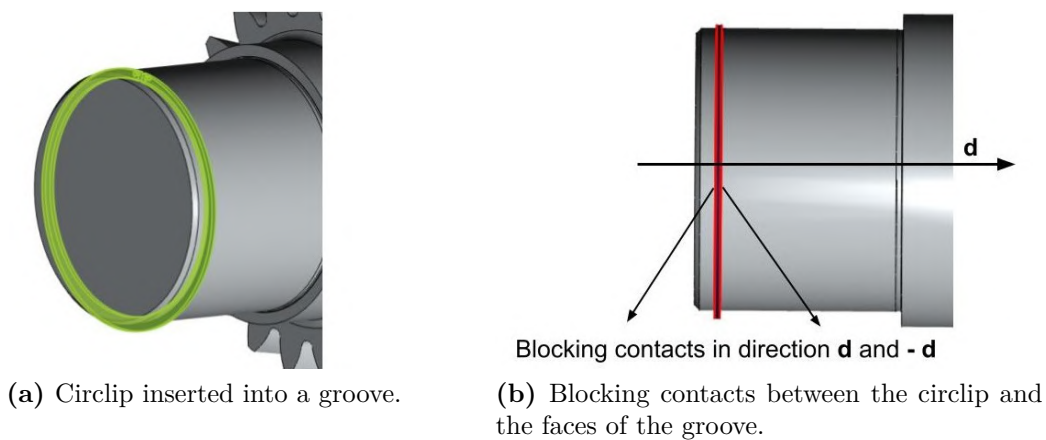 d
Blocking contacts in direction d and - d
(a) Circlip inserted into a groove.
(b) Blocking contacts between the circlip and
the faces of the groove.